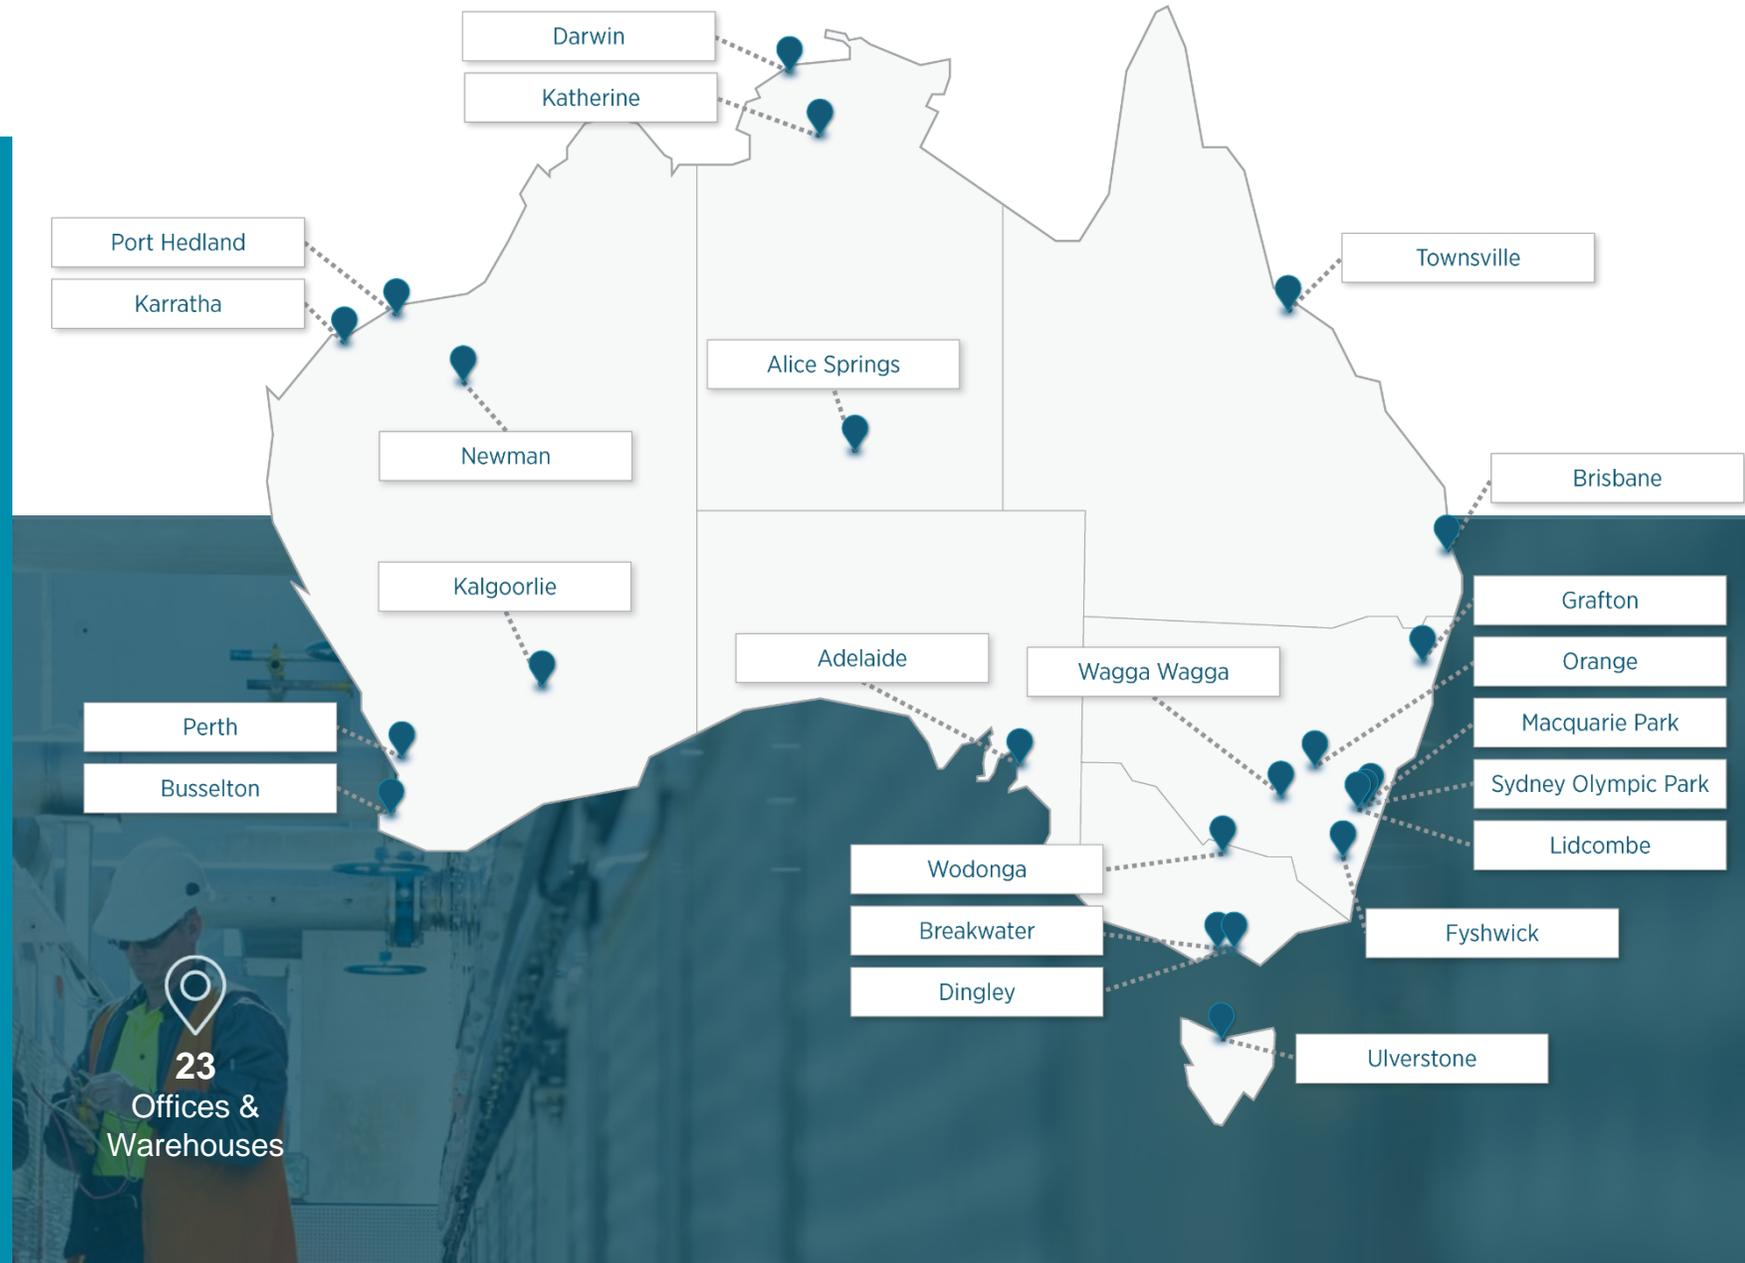 Darwin
Katherine
Port Hedland
Karratha
Townsville
Alice Springs
Newman
Brisbane
Kalgoorlie
Grafton
Adelaide
Wagga Wagga
Orange
Perth
Macquarie Park
Busselton
Sydney Olympic Park
Lidcombe
Wodonga
Breakwater
Fyshwick
Dingley
Ulverstone
23
Offices &
Warehouses